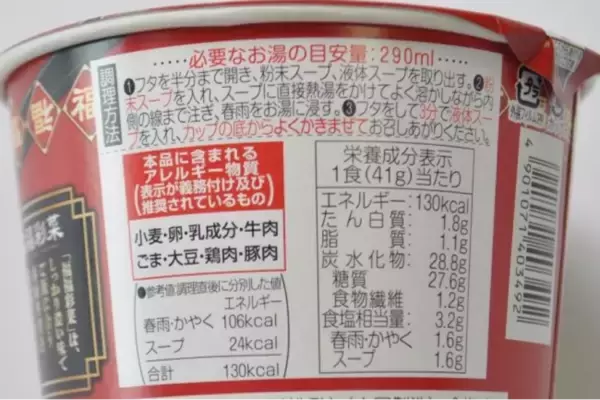 必要なお湯の目安量:290ml
調理方法
❶フタを半分まで開き、粉末スープ、液体スープを取り出す。❷粉
末スープを入れ、スープに直接熱湯をかけてよく溶かしながら内
側の線まで注ぎ、春雨をお湯に浸す。❸フタをして3分で液体スー
プを入れ、カップの底からよくかきまぜてお召しあがりください。
本品に含まれる
アレルギー物質
(表示が義務付け及び
推奨されているもの)
小麦・卵・乳成分・牛肉
ごま・大豆・鶏肉・豚肉
●参考値(調理直後に分別した値)
エネルギー
春雨・かやく 106kcal
スープ 24kcal
合計 130kcal
栄養成分表示
1食(41g)当たり
エネルギー:130kcal
たん白質:1.8g
脂質:1.1g
炭水化物:28.8g
糖質:27.6g
食物繊維:1.2g
食塩相当量:3.2g
春雨・かやく:1.6g
スープ:1.6g
プラ
4901071403492
福
彩菜